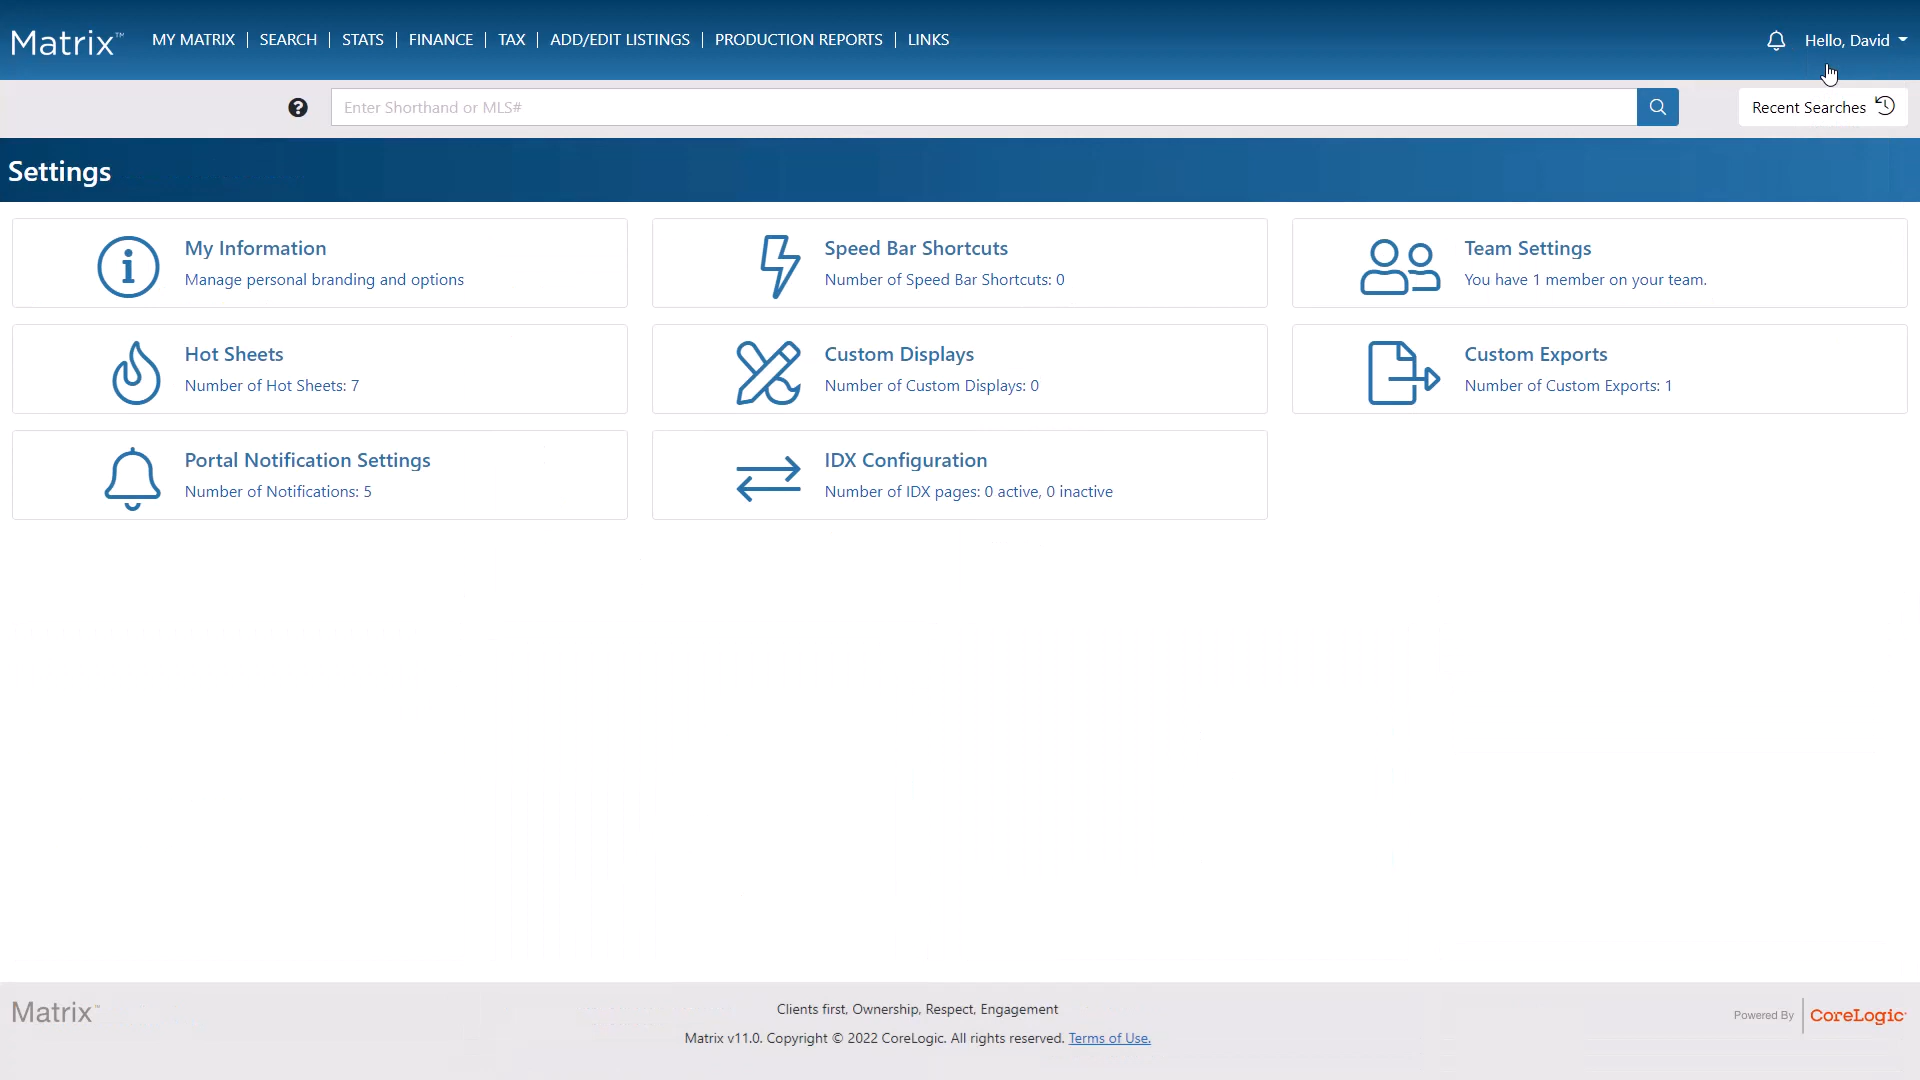 Matrix™ MY MATRIX | SEARCH | STATS | FINANCE | TAX | ADD/EDIT LISTINGS | PRODUCTION REPORTS | LINKS Hello, David
Enter Shorthand or MLS# Recent Searches
Settings
My Information
Manage personal branding and options
Speed Bar Shortcuts
Number of Speed Bar Shortcuts: 0
Team Settings
You have 1 member on your team.
Hot Sheets
Number of Hot Sheets: 7
Custom Displays
Number of Custom Displays: 0
Custom Exports
Number of Custom Exports: 1
Portal Notification Settings
Number of Notifications: 5
IDX Configuration
Number of IDX pages: 0 active, 0 inactive
Matrix™
Clients first, Ownership, Respect, Engagement
Matrix v11.0. Copyright © 2022 CoreLogic. All rights reserved. Terms of Use.
Powered By CoreLogic